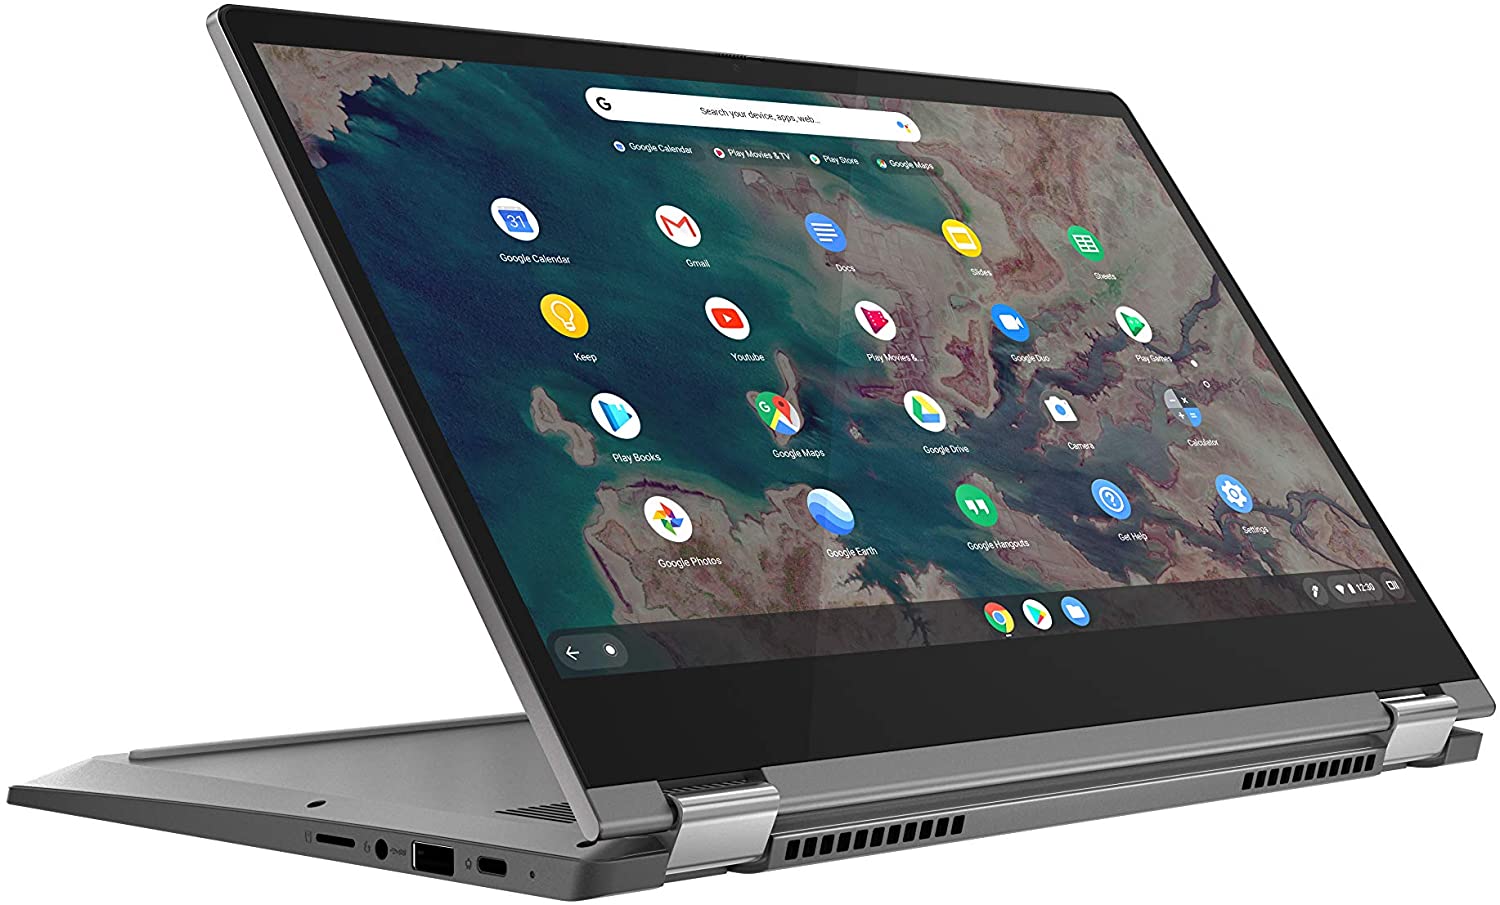 G Search your device, apps, web...
Google Calendar Play Movies & TV Play Store Google Maps
31
Google Calendar Gmail Docs Slides Sheets
Keep Youtube Play Movies &... Google Duo Play Games
Play Books Google Maps Google Drive Camera Calculator
Google Photos Google Earth Google Hangouts Get Help Settings
12:30